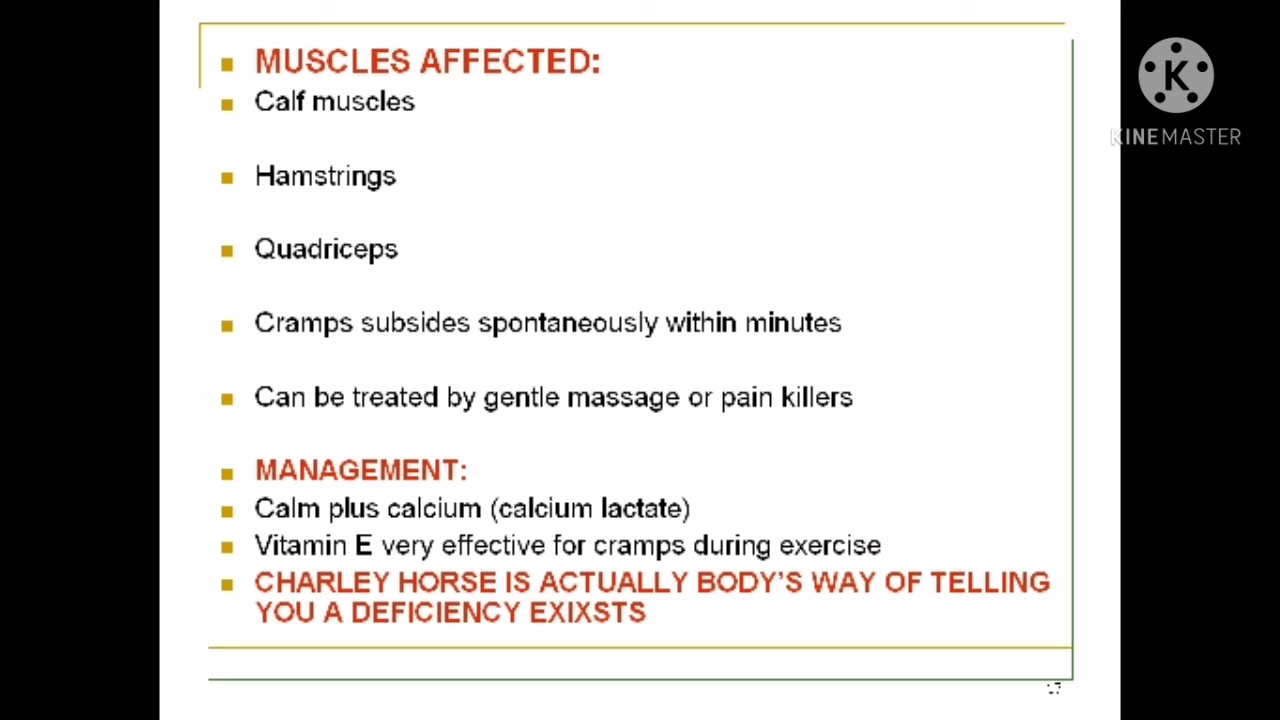 MUSCLES AFFECTED:
Calf muscles
Hamstrings
Quadriceps
Cramps subsides spontaneously within minutes
Can be treated by gentle massage or pain killers
MANAGEMENT:
Calm plus calcium (calcium lactate)
Vitamin E very effective for cramps during exercise
CHARLEY HORSE IS ACTUALLY BODY'S WAY OF TELLING
YOU A DEFICIENCY EXIXSTS
K
KINEMASTER